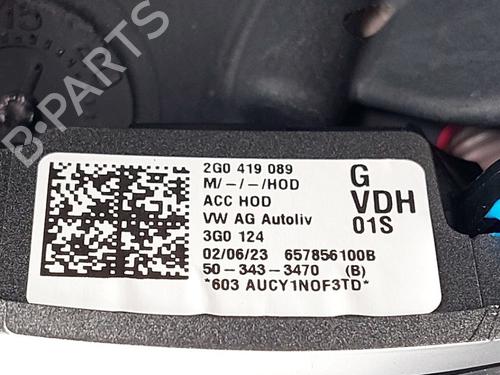 2G0 419 089 G
M/-/-/HOD VDH
ACC HOD 01S
VW AG Autoliv
3G0 124
02/06/23 657856100B
50-343-3470 (B)
*603 AUCY1NOF3TD*
B-PARTS